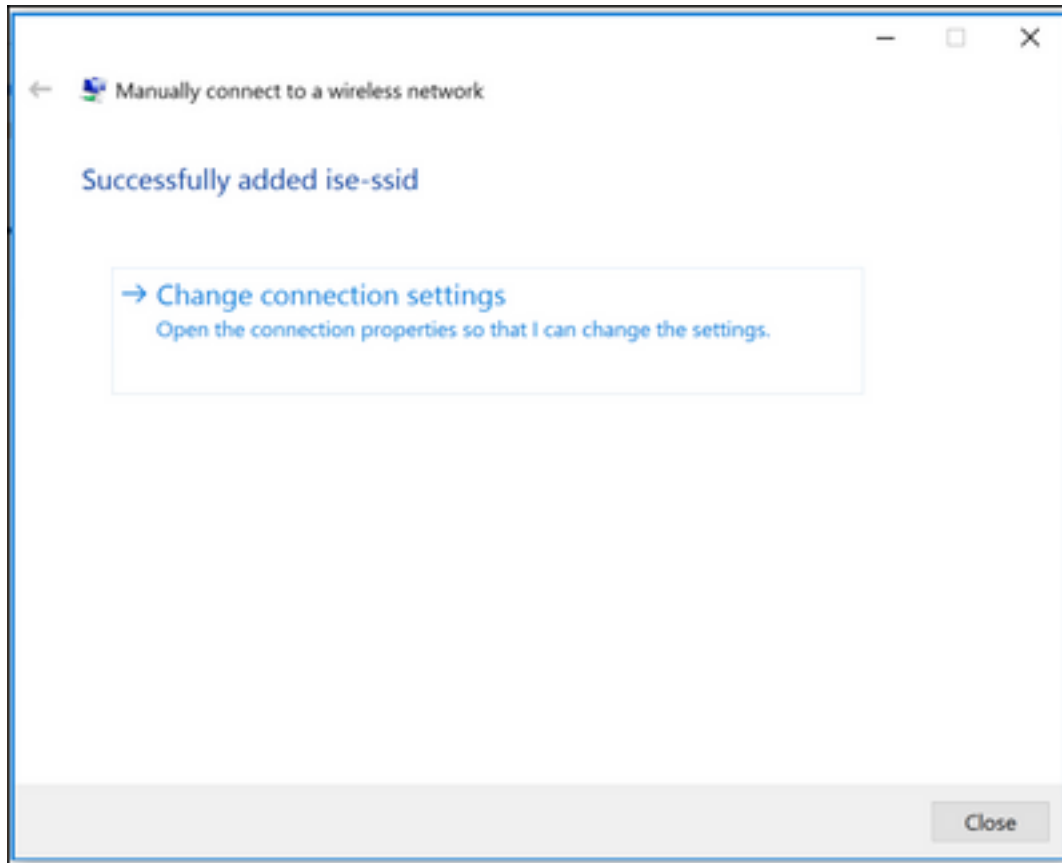 Manually connect to a wireless network
Successfully added ise-ssid
Change connection settings
Open the connection properties so that I can change the settings.
Close